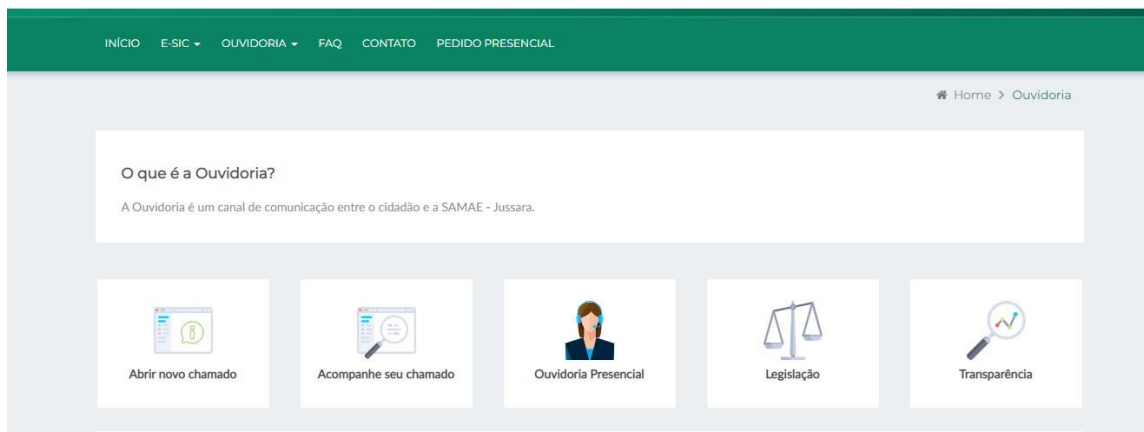 INÍCIO E-SIC OUVIDORIA FAQ CONTATO PEDIDO PRESENCIAL
Home > Ouvidoria
O que é a Ouvidoria?
A Ouvidoria é um canal de comunicação entre o cidadão e a SAMAE - Jussara.
Abrir novo chamado
Acompanhe seu chamado
Ouvidoria Presencial
Legislação
Transparência